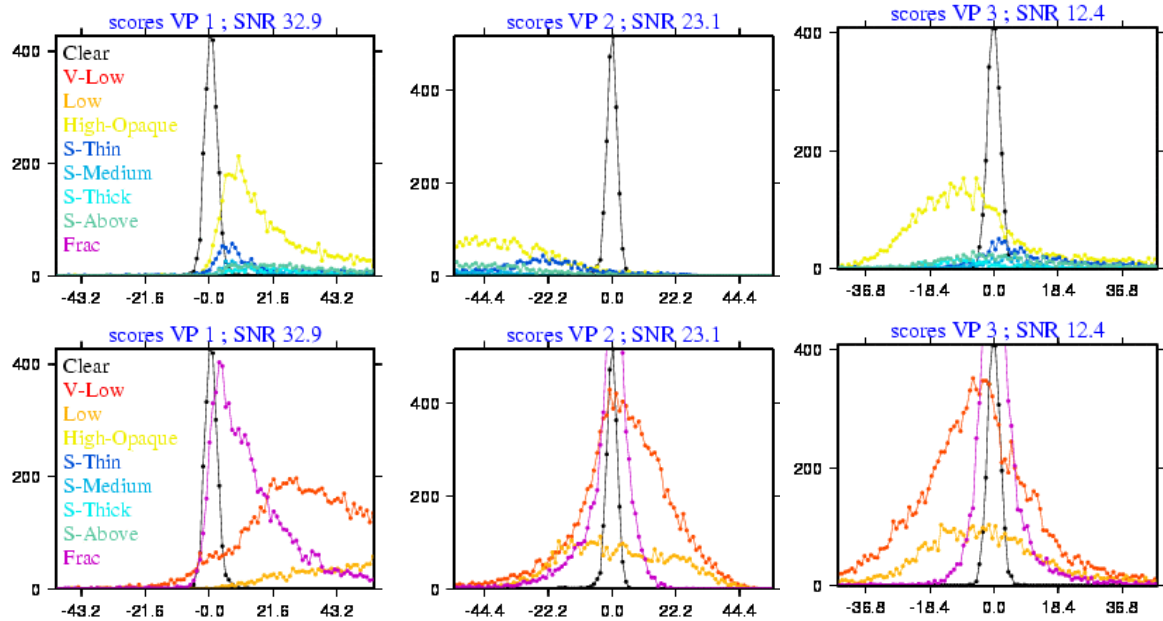 scores VP 1 ; SNR 32.9
scores VP 2 ; SNR 23.1
scores VP 3 ; SNR 12.4
400
200
0
Clear
V-Low
Low
High-Opaque
S-Thin
S-Medium
S-Thick
S-Above
Frac
-43.2 -21.6 -0.0 21.6 43.2
400
200
0
-44.4 -22.2 0.0 22.2 44.4
400
200
0
-36.8 -18.4 0.0 18.4 36.8
scores VP 1 ; SNR 32.9
scores VP 2 ; SNR 23.1
scores VP 3 ; SNR 12.4
400
200
0
Clear
V-Low
Low
High-Opaque
S-Thin
S-Medium
S-Thick
S-Above
Frac
-43.2 -21.6 -0.0 21.6 43.2
400
200
0
-44.4 -22.2 0.0 22.2 44.4
400
200
0
-36.8 -18.4 0.0 18.4 36.8